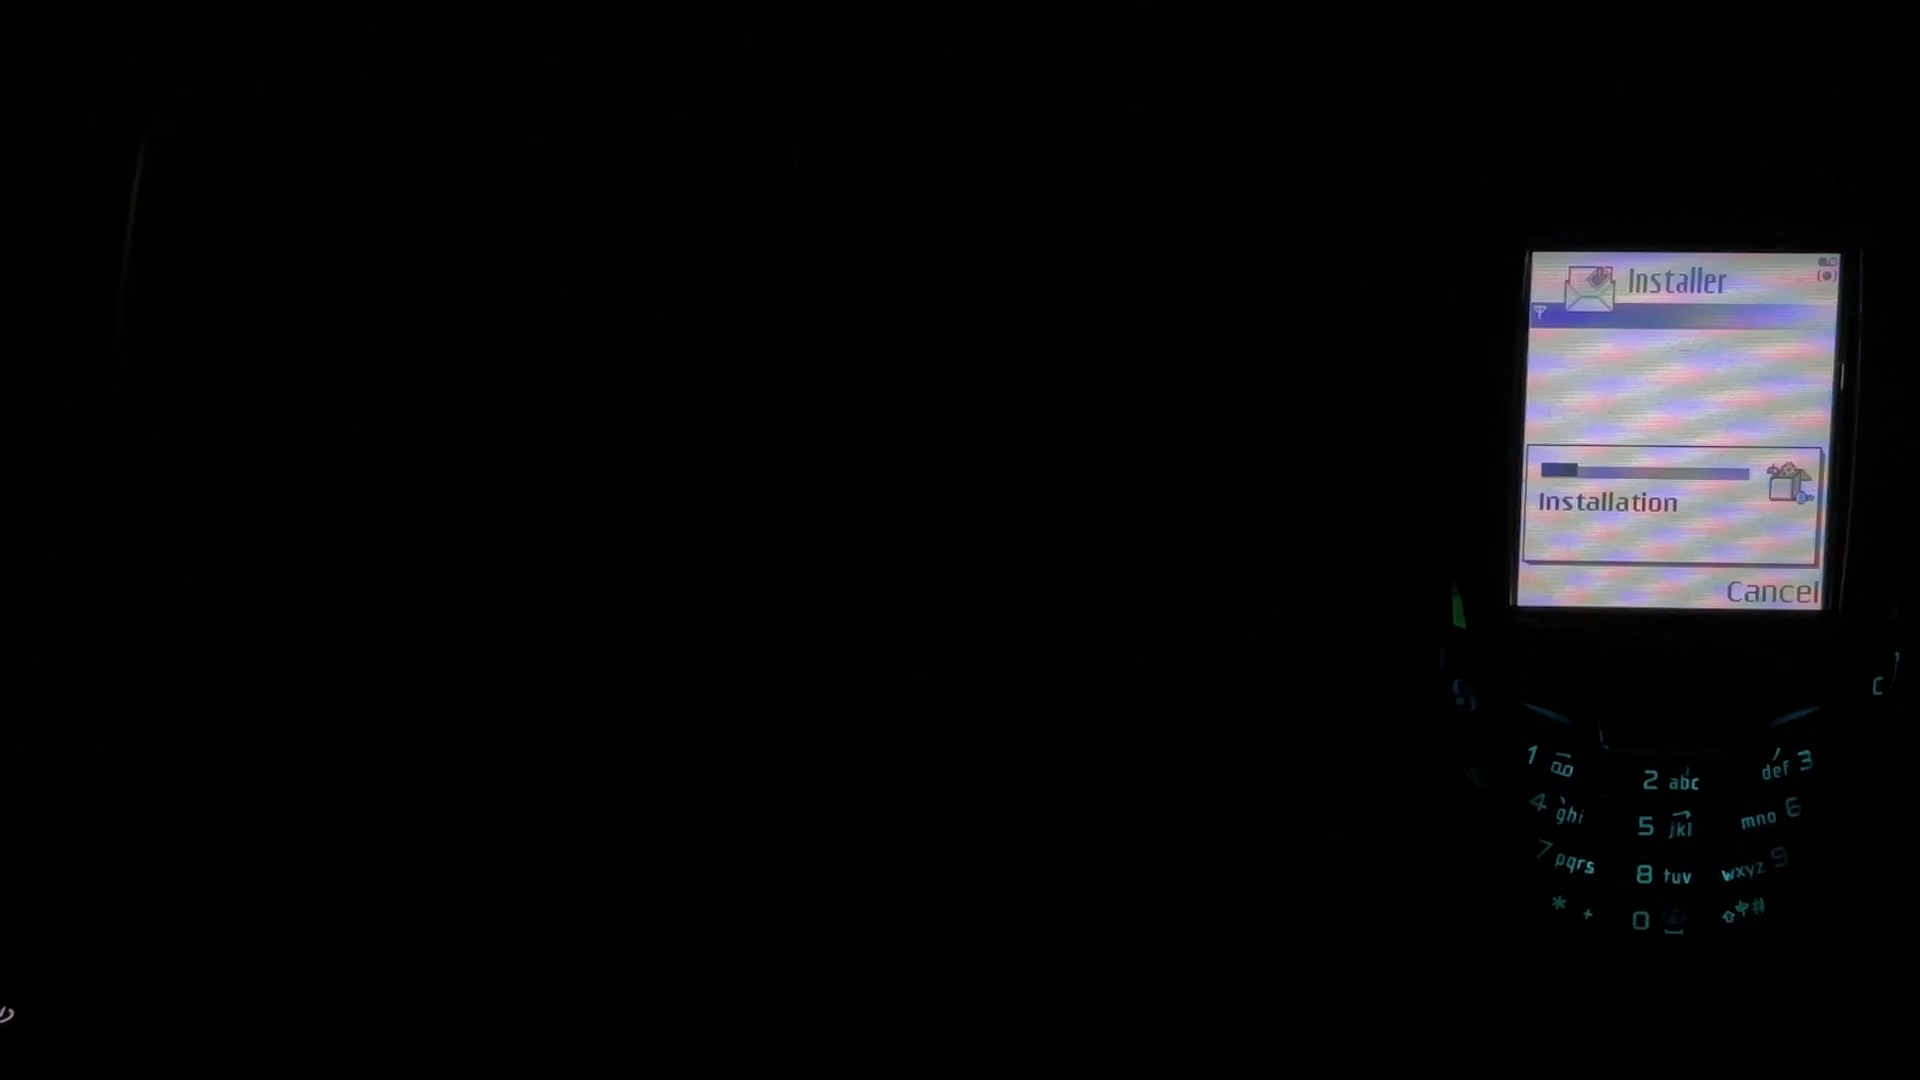 Installer
Installation
Cancel
C
1
2 abc
def 3
4 ghi
5 jkl
mno 6
7 pqrs
8 tuv
wxyz 9
* +
0